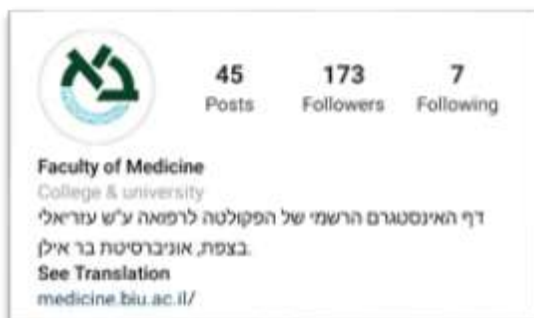 בא
45 173 7
Posts Followers Following
Faculty of Medicine
College & university
דף האינסטגרם הרשמי של הפקולטה לרפואה ע"ש עזריאלי
בצפת, אוניברסיטת בר אילן.
See Translation
medicine.biu.ac.il/